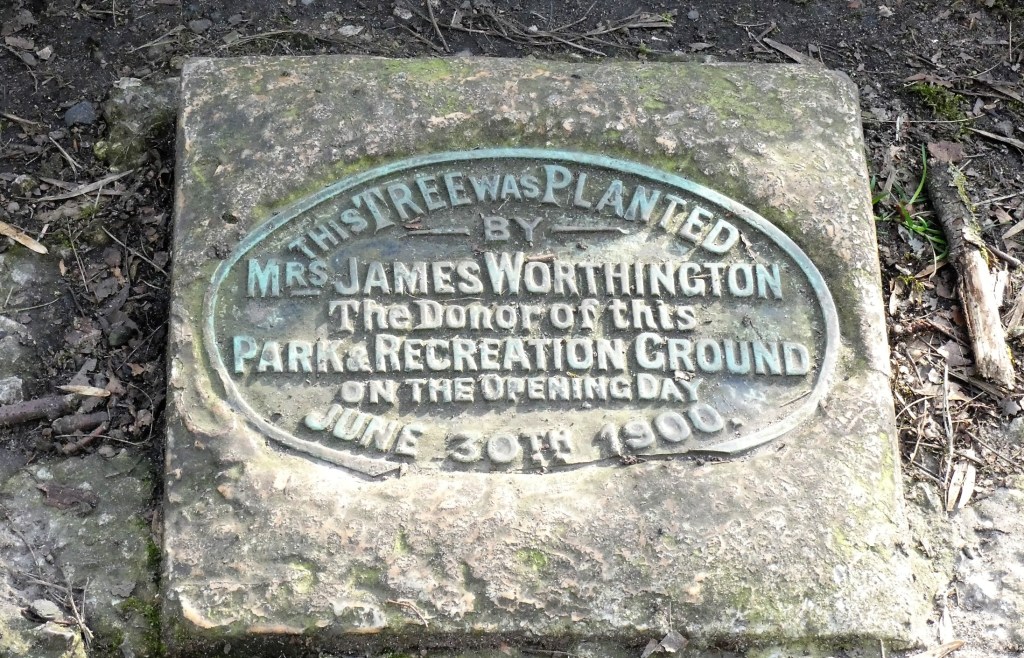 THIS TREE WAS PLANTED
BY
MRS JAMES WORTHINGTON
The Donor of this
PARK & RECREATION GROUND
ON THE OPENING DAY
JUNE 30TH 1900.